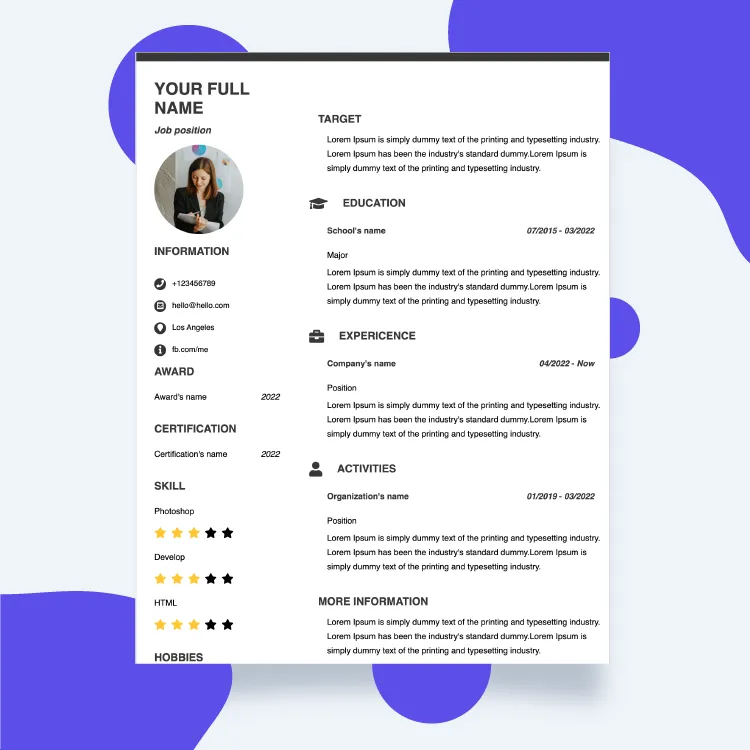 YOUR FULL
NAME
Job position
INFORMATION
+123456789
hello@hello.com
Los Angeles
fb.com/me
AWARD
Award's name 2022
CERTIFICATION
Certification's name 2022
SKILL
Photoshop
Develop
HTML
HOBBIES
TARGET
Lorem Ipsum is simply dummy text of the printing and typesetting industry.
Lorem Ipsum has been the industry's standard dummy.Lorem Ipsum is
simply dummy text of the printing and typesetting industry.
EDUCATION
School's name 07/2015 - 03/2022
Major
Lorem Ipsum is simply dummy text of the printing and typesetting industry.
Lorem Ipsum has been the industry's standard dummy.Lorem Ipsum is
simply dummy text of the printing and typesetting industry.
EXPERICENCE
Company's name 04/2022 - Now
Position
Lorem Ipsum is simply dummy text of the printing and typesetting industry.
Lorem Ipsum has been the industry's standard dummy.Lorem Ipsum is
simply dummy text of the printing and typesetting industry.
ACTIVITIES
Organization's name 01/2019 - 03/2022
Position
Lorem Ipsum is simply dummy text of the printing and typesetting industry.
Lorem Ipsum has been the industry's standard dummy.Lorem Ipsum is
simply dummy text of the printing and typesetting industry.
MORE INFORMATION
Lorem Ipsum is simply dummy text of the printing and typesetting industry.
Lorem Ipsum has been the industry's standard dummy.Lorem Ipsum is
simply dummy text of the printing and typesetting industry.